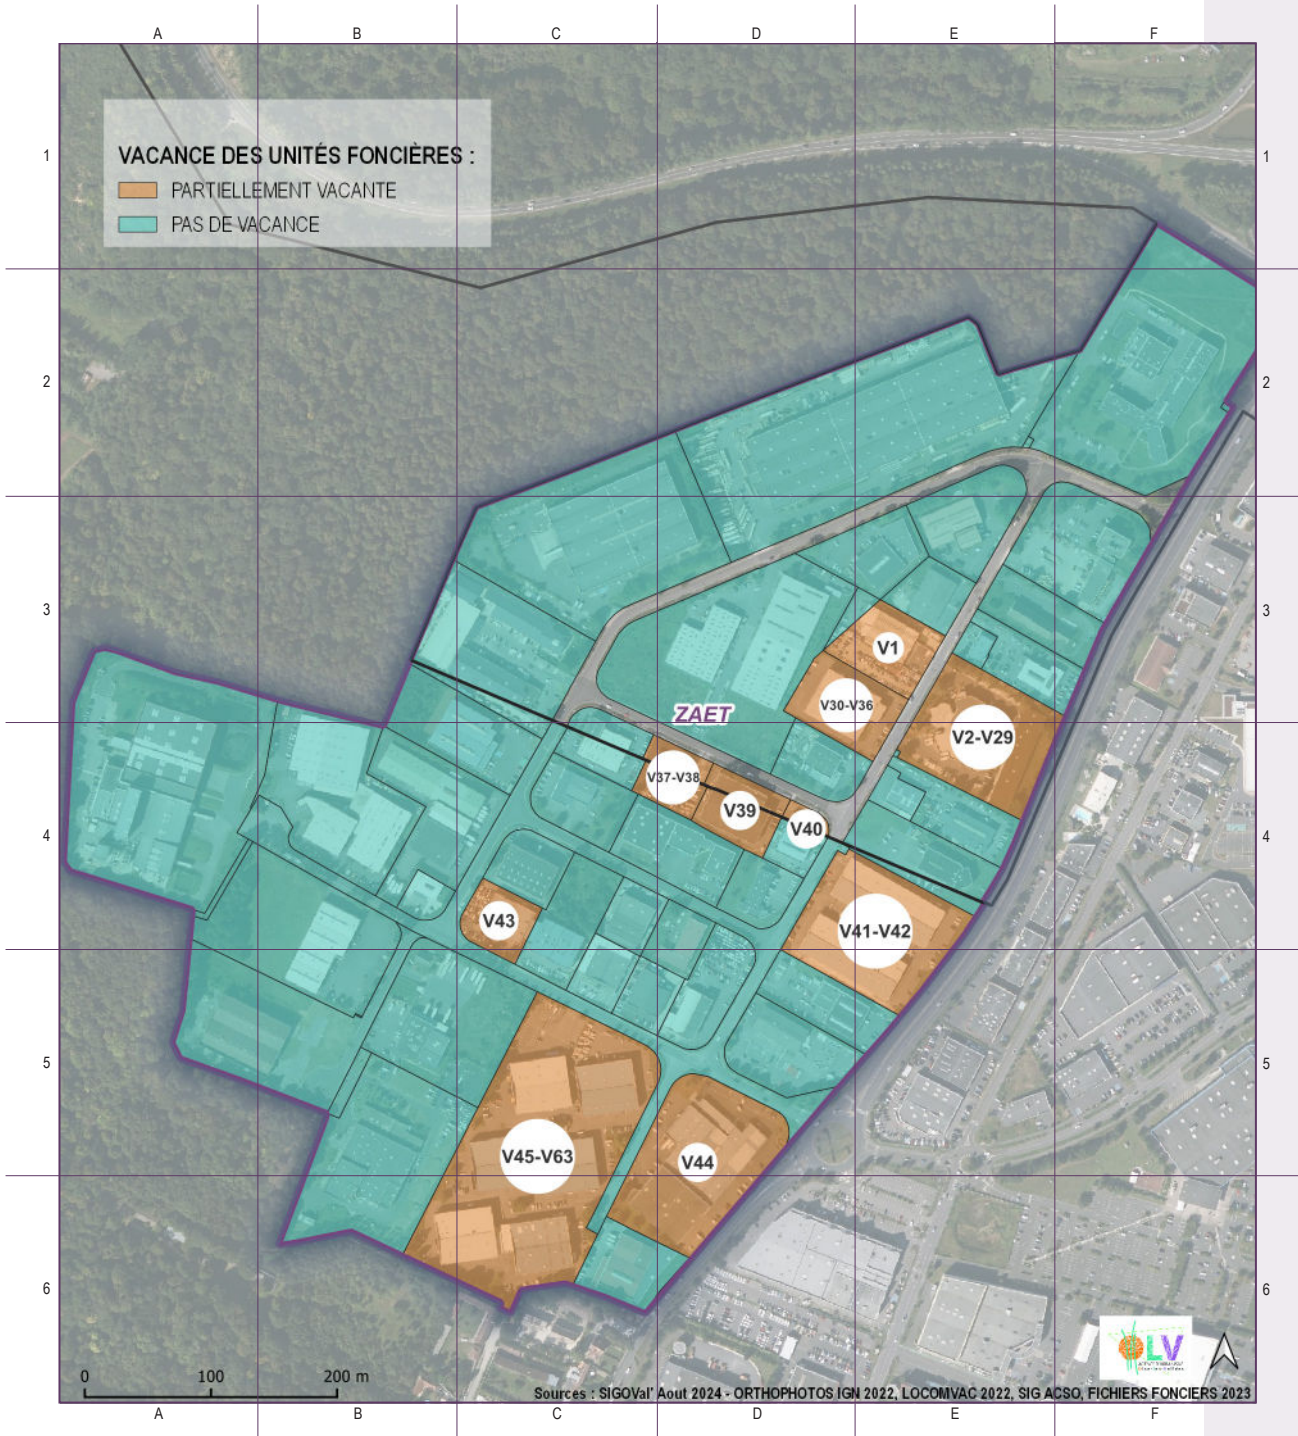 A B C D E F
VACANCE DES UNITÉS FONCIÈRES :
PARTIELLEMENT VACANTE
PAS DE VACANCE
1 1
2 2
3 3
V1
V30-V36
ZAET
V2-V29
V37-V38
V39
V40
4 4
V43
V41-V42
5 5
V45-V63
V44
6 6
LV
0 100 200 m
Sources : SIGOVal' Aout 2024 - ORTHOPHOTOS IGN 2022, LOCOMVAC 2022, SIG ACSO, FICHIERS FONCIERS 2023
A B C D E F